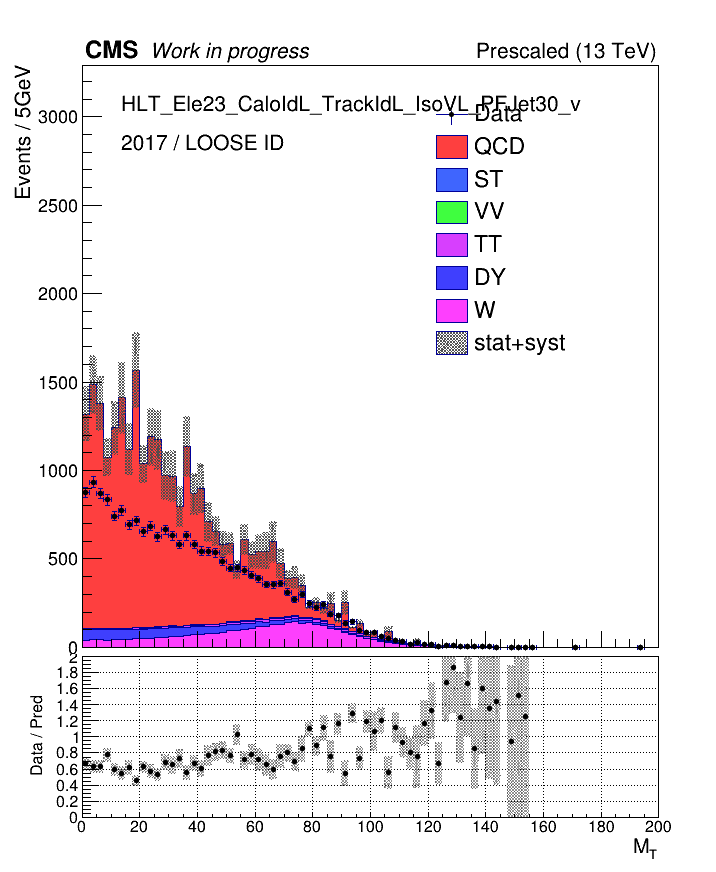 CMS Work in progress Prescaled (13 TeV)
Events / 5GeV
HLT_Ele23_CaloIdL_TrackIdL_IsoVL_PFJet30_v
2017 / LOOSE ID
Data
QCD
ST
VV
TT
DY
W
stat+syst
3000
2500
2000
1500
1000
500
0
Data / Pred
2
1.8
1.6
1.4
1.2
1
0.8
0.6
0.4
0.2
0
0 20 40 60 80 100 120 140 160 180 200
M_T